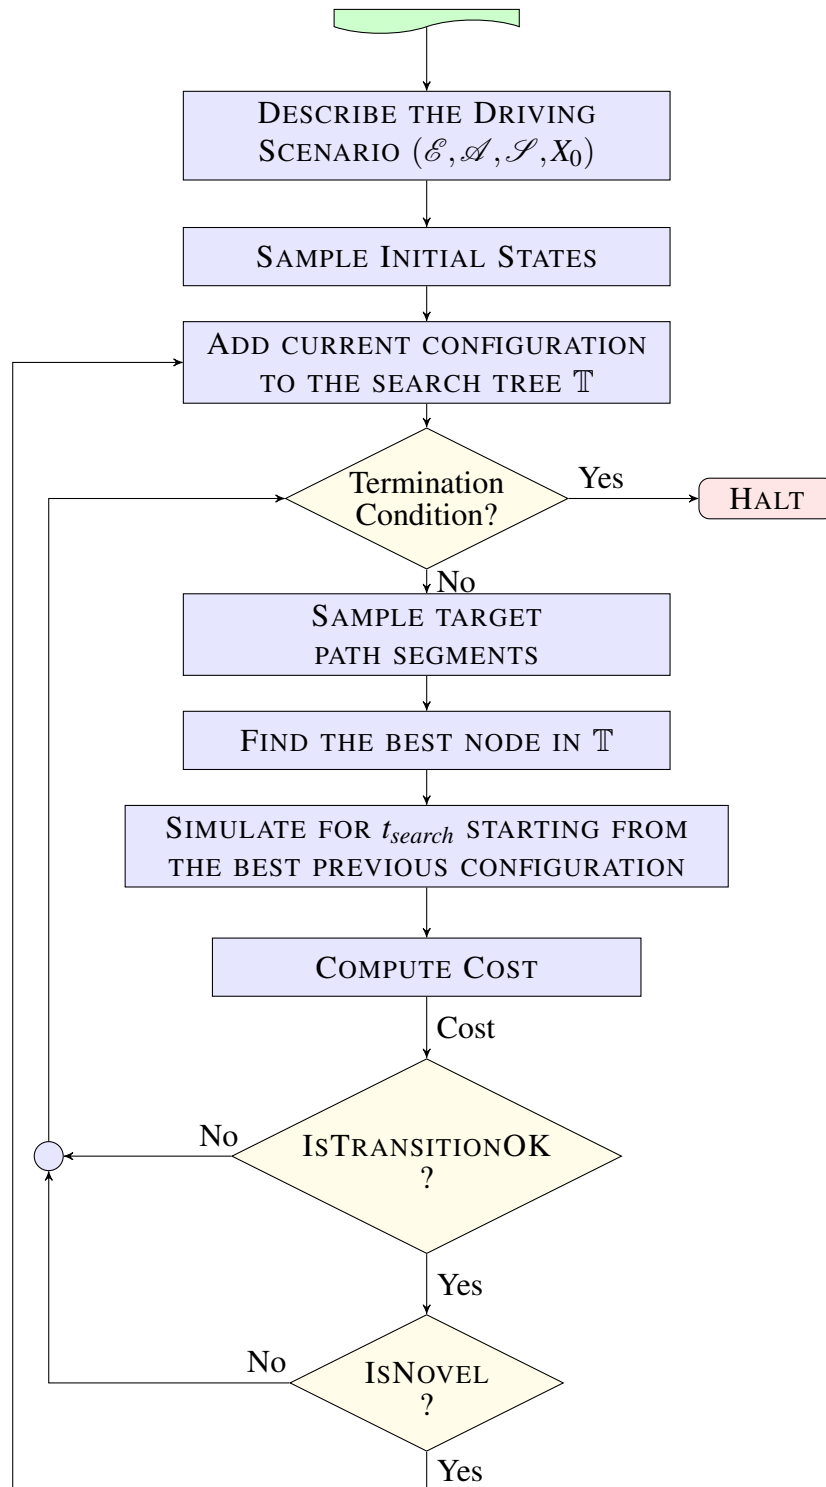 DESCRIBE THE DRIVING
SCENARIO (ℰ, 𝒜, 𝒮, X₀)
SAMPLE INITIAL STATES
ADD CURRENT CONFIGURATION
TO THE SEARCH TREE 𝕋
Termination
Condition?
Yes
HALT
No
SAMPLE TARGET
PATH SEGMENTS
FIND THE BEST NODE IN 𝕋
SIMULATE FOR t_search STARTING FROM
THE BEST PREVIOUS CONFIGURATION
COMPUTE COST
Cost
No
ISTRANSITIONOK
?
Yes
No
ISNOVEL
?
Yes